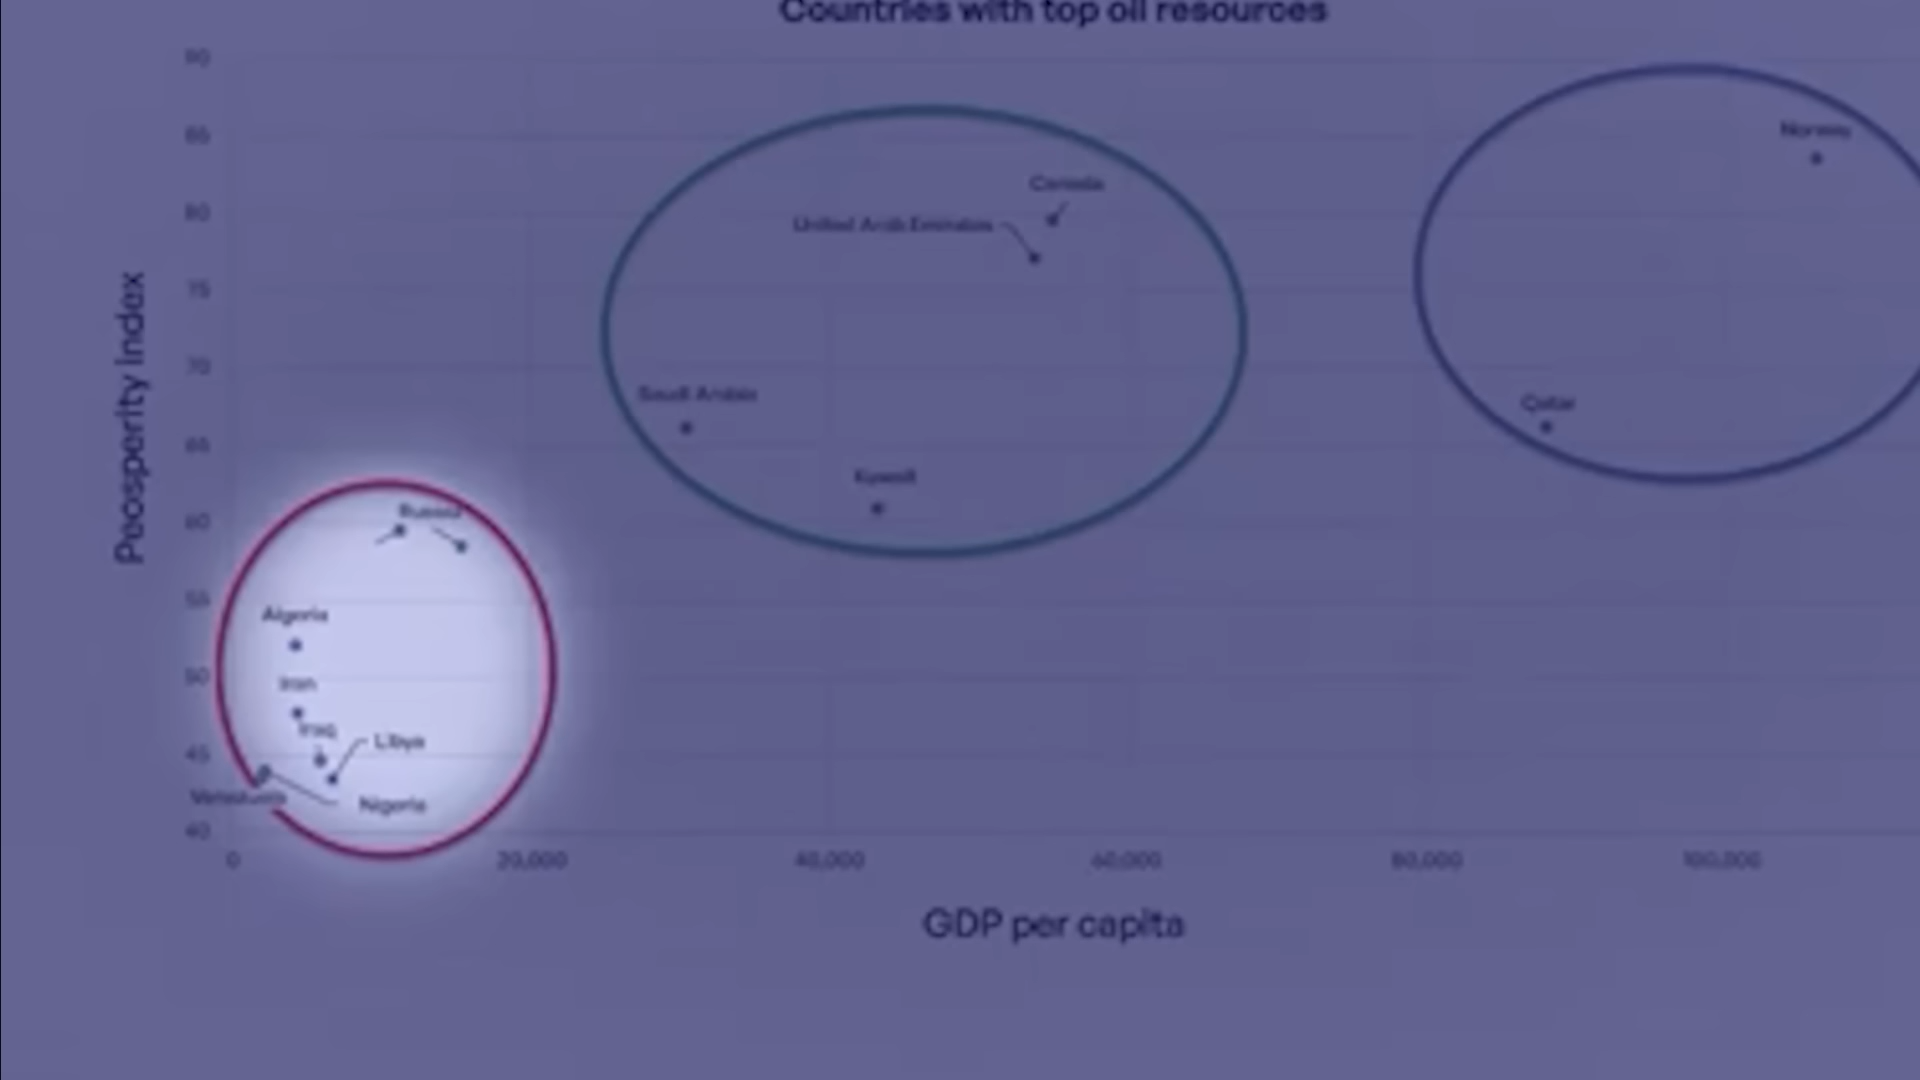 Countries with top oil resources
90
85
Norway
Canada
80
United Arab Emirates
75
70
Saudi Arabia
Qatar
65
Kuwait
60
Russia
55
Algeria
50
Iran
Iraq
Libya
45
Venezuela
Nigeria
40
0
20,000
40,000
60,000
80,000
100,000
Peosperity index
GDP per capita